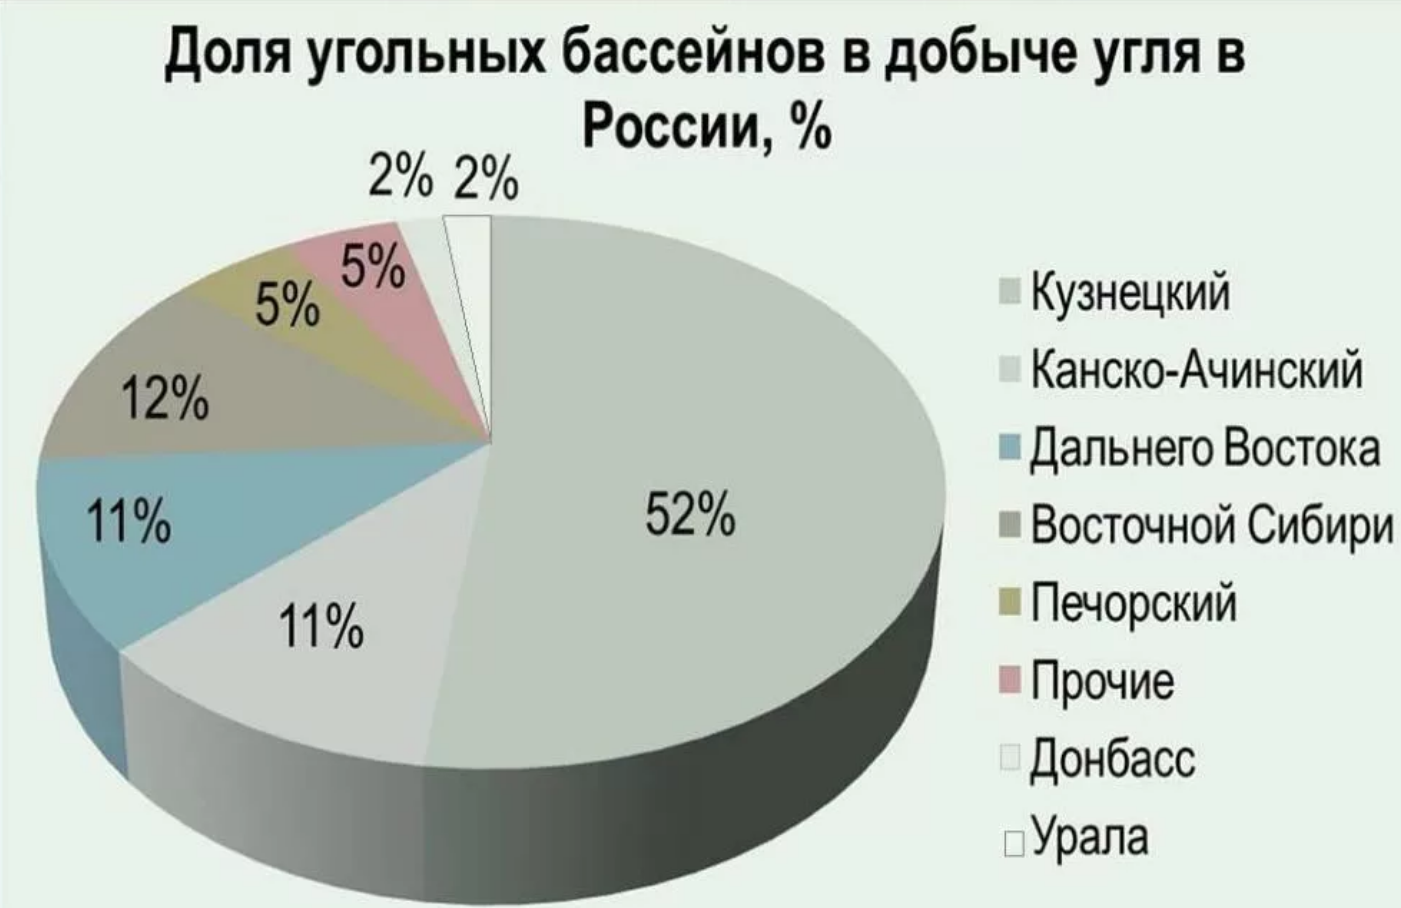 Доля угольных бассейнов в добыче угля в
России, %
2% 2%
5%
5%
12%
11%
11%
52%
Кузнецкий
Канско-Ачинский
Дальнего Востока
Восточной Сибири
Печорский
Прочие
Донбасс
Урала